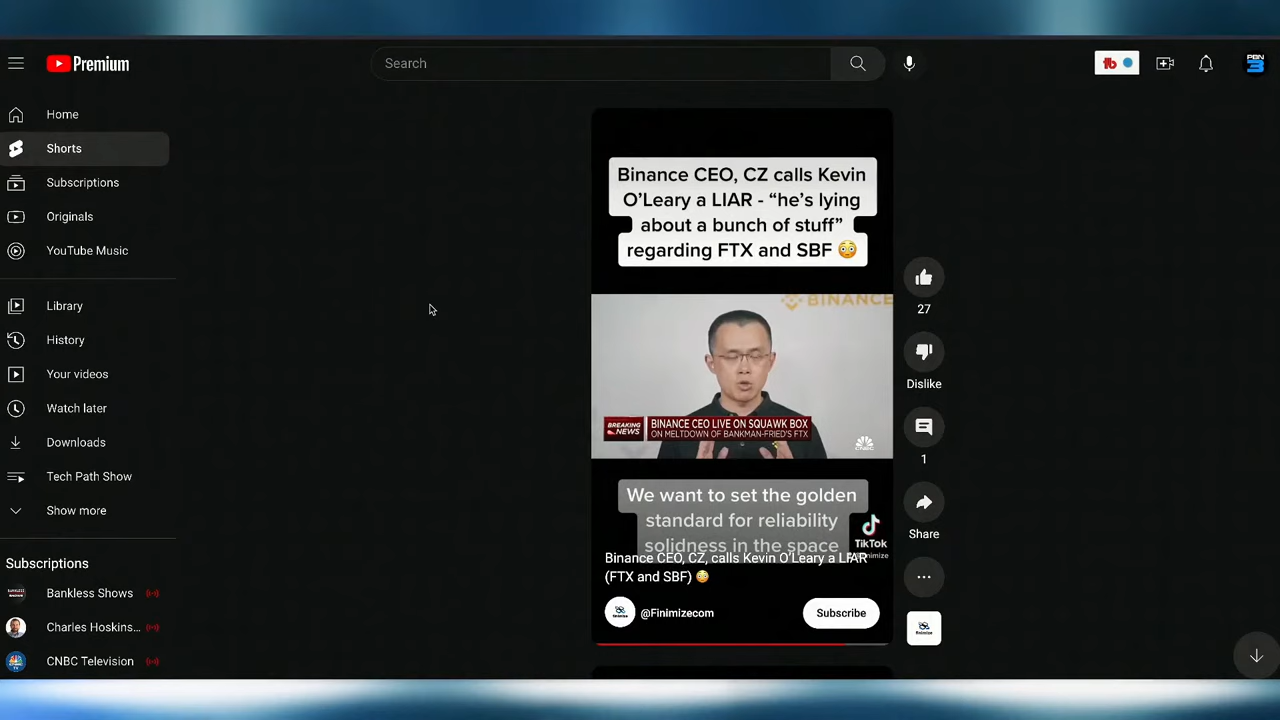 Premium
Search
PBN
3
Home
Shorts
Subscriptions
Originals
YouTube Music
Library
History
Your videos
Watch later
Downloads
Tech Path Show
Show more
Subscriptions
Bankless Shows
Charles Hoskins...
CNBC Television
Binance CEO, CZ calls Kevin
O'Leary a LIAR - “he's lying
about a bunch of stuff”
regarding FTX and SBF 😳
BINANCE
BREAKING
NEWS
BINANCE CEO LIVE ON SQUAWK BOX
ON MELTDOWN OF BANKMAN-FRIED'S FTX
CNBC
We want to set the golden
standard for reliability
solidness in the space
TikTok
Binance CEO, CZ, calls Kevin O'Leary a LIAR
(FTX and SBF) 😳
@Finimizecom
Subscribe
27
Dislike
1
Share